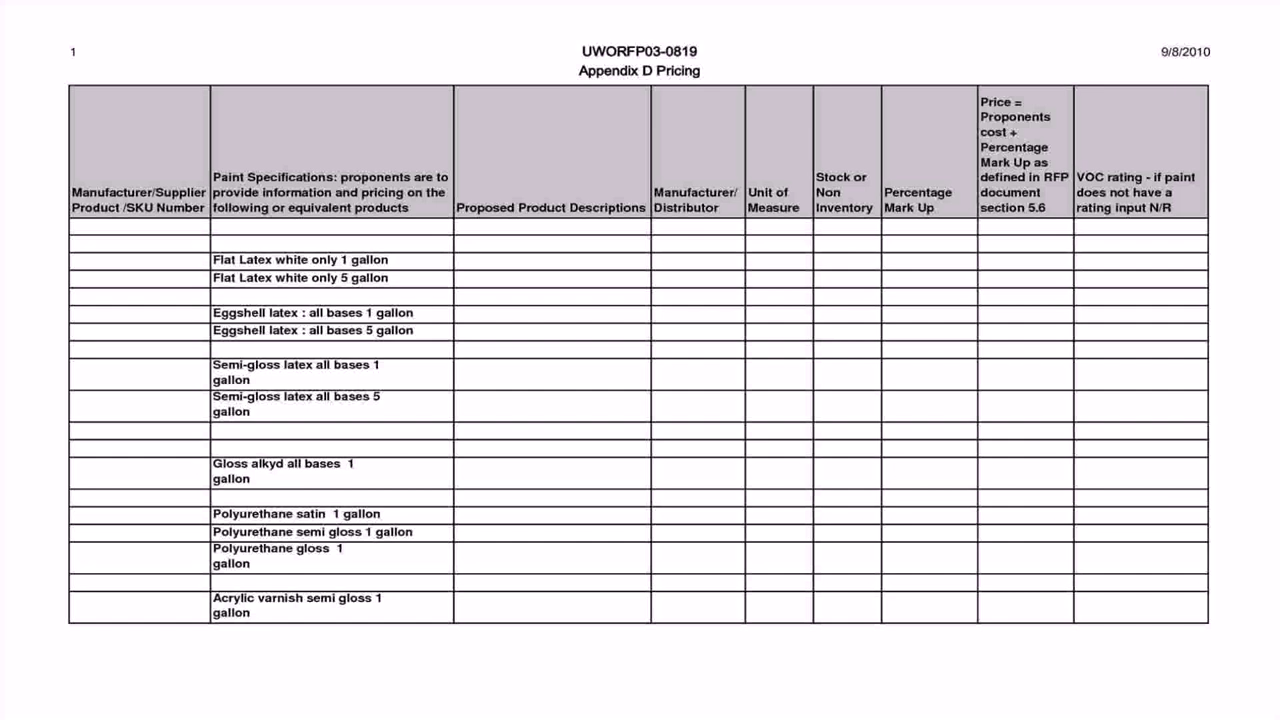 1
UWORFP03-0819
9/8/2010
Appendix D Pricing
Manufacturer/Supplier
Product /SKU Number
Paint Specifications: proponents are to
provide information and pricing on the
following or equivalent products
Proposed Product Descriptions
Manufacturer/
Distributor
Unit of
Measure
Stock or
Non
Inventory
Percentage
Mark Up
Price =
Proponents
cost +
Percentage
Mark Up as
defined in RFP
document
section 5.6
VOC rating - if paint
does not have a
rating input N/R
Flat Latex white only 1 gallon
Flat Latex white only 5 gallon
Eggshell latex : all bases 1 gallon
Eggshell latex : all bases 5 gallon
Semi-gloss latex all bases 1
gallon
Semi-gloss latex all bases 5
gallon
Gloss alkyd all bases  1
gallon
Polyurethane satin  1 gallon
Polyurethane semi gloss 1 gallon
Polyurethane gloss  1
gallon
Acrylic varnish semi gloss 1
gallon